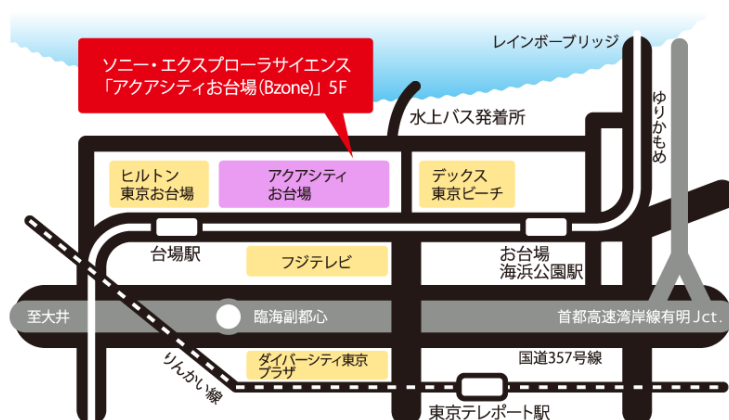 レインボーブリッジ
ソニー・エクスプローラサイエンス
「アクアシティお台場(Bzone)」5F
水上バス発着所
ゆりかもめ
ヒルトン
東京お台場
アクアシティ
お台場
デックス
東京ビーチ
台場駅
フジテレビ
お台場
海浜公園駅
至大井
臨海副都心
首都高速湾岸線有明Jct.
りんかい線
ダイバーシティ東京
プラザ
国道357号線
東京テレポート駅